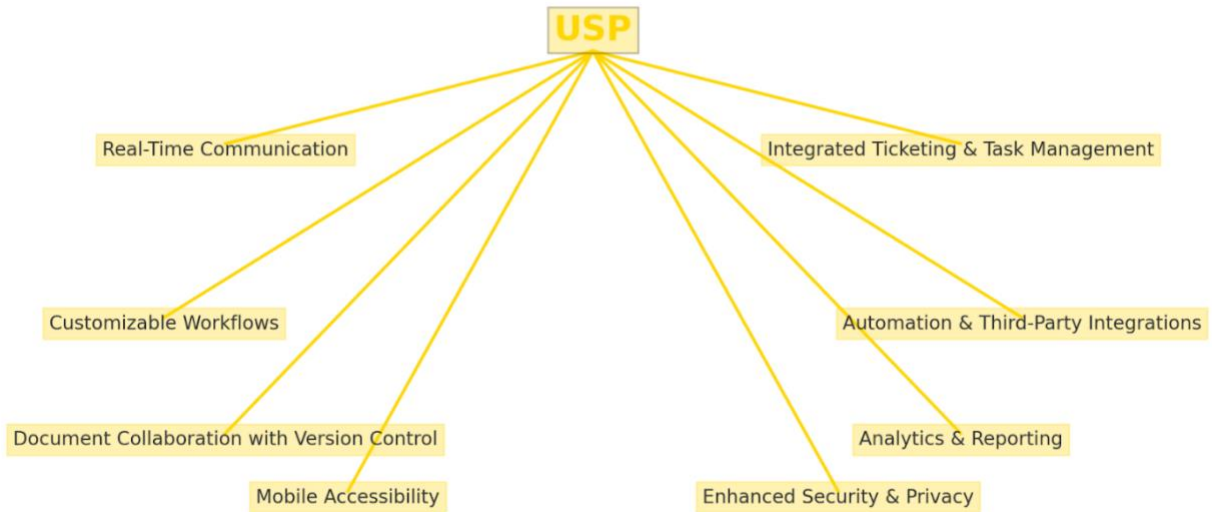 USP
Real-Time Communication
Integrated Ticketing & Task Management
Customizable Workflows
Automation & Third-Party Integrations
Document Collaboration with Version Control
Analytics & Reporting
Mobile Accessibility
Enhanced Security & Privacy